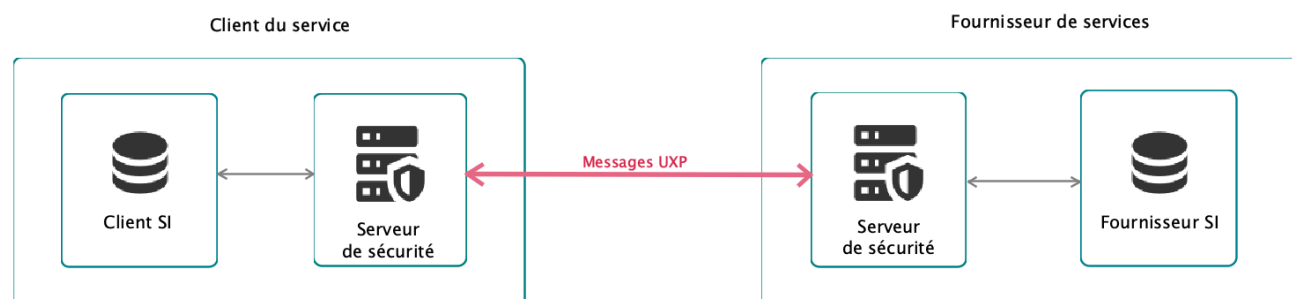 Client du service
Fournisseur de services
Messages UXP
Client SI
Serveur
de sécurité
Serveur
de sécurité
Fournisseur SI